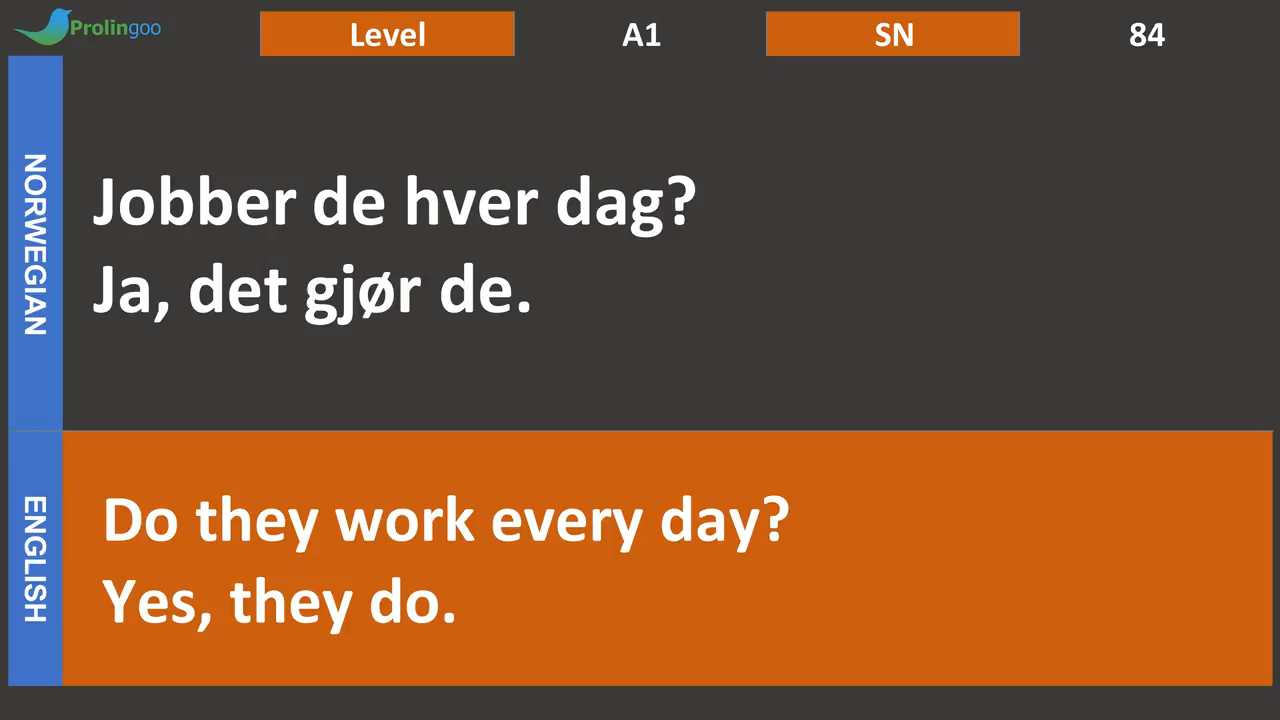 Prolingoo
Level A1 SN 84
NORWEGIAN
Jobber de hver dag?
Ja, det gjør de.
ENGLISH
Do they work every day?
Yes, they do.